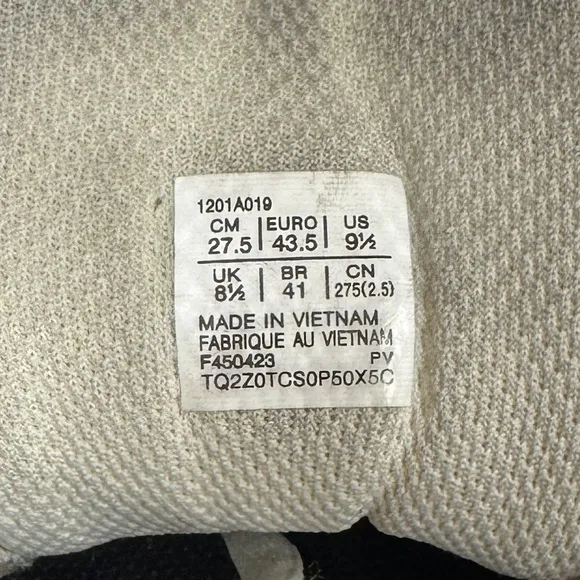 1201A019
CM | EURO | US
27.5 | 43.5 | 9½
UK | BR | CN
8½ | 41 | 275(2.5)
MADE IN VIETNAM
FABRIQUE AU VIETNAM
F450423 PV
TQ2Z0TCS0P50X5C